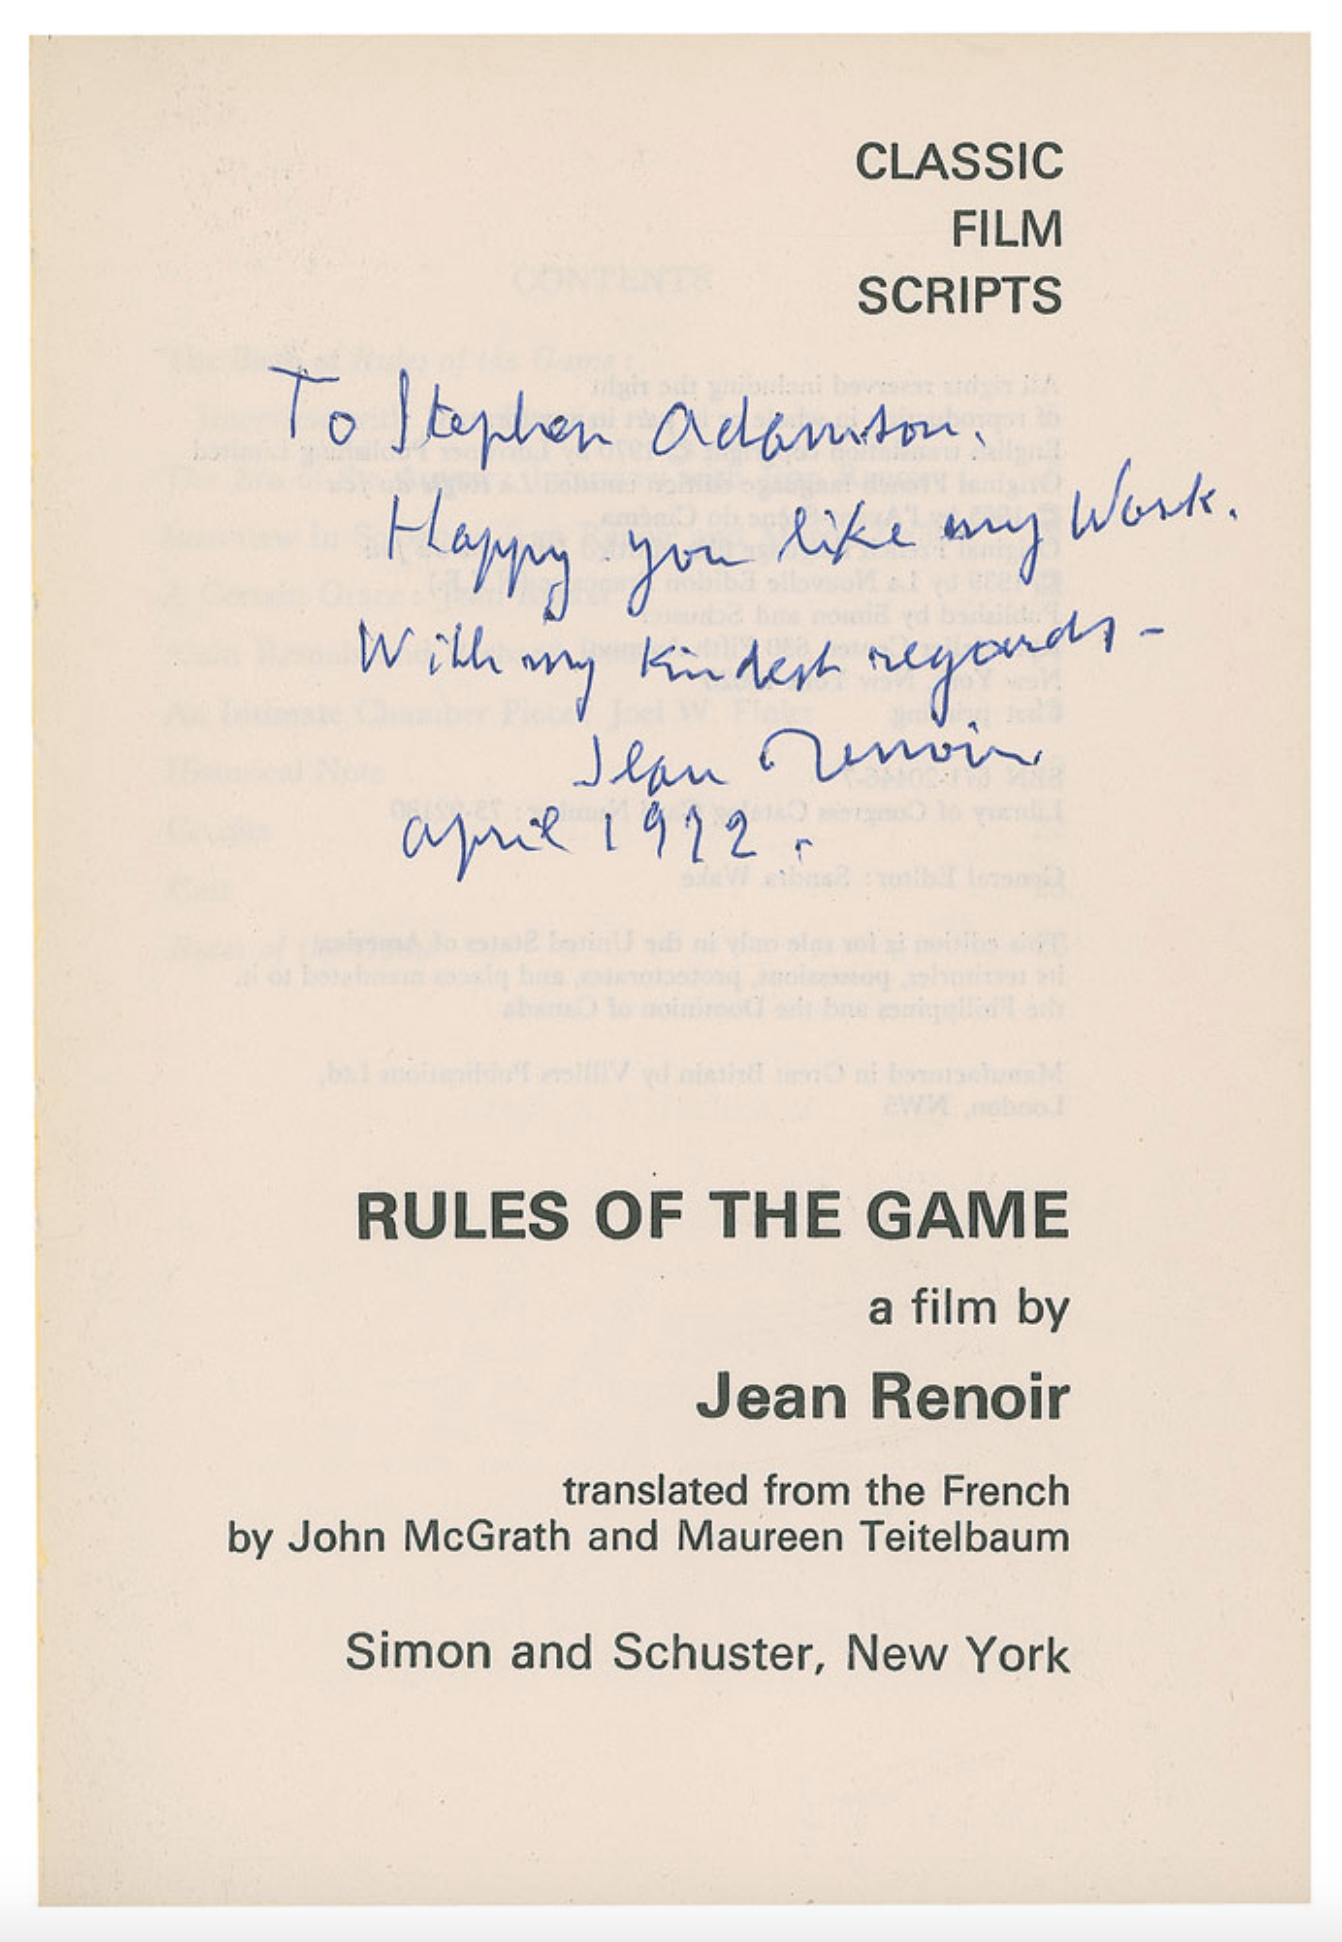 CLASSIC
FILM
SCRIPTS
To Stephen Adamson.
Happy you like my Work.
With my kindest regards -
Jean Renoir
April 1972.
RULES OF THE GAME
a film by
Jean Renoir
translated from the French
by John McGrath and Maureen Teitelbaum
Simon and Schuster, New York